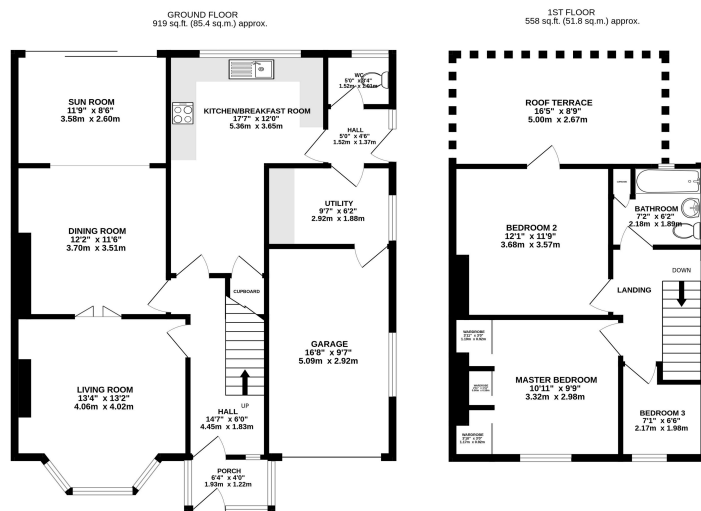 GROUND FLOOR
919 sq.ft. (85.4 sq.m.) approx.
SUN ROOM
11'9" x 8'6"
3.58m x 2.60m
KITCHEN/BREAKFAST ROOM
17'7" x 12'0"
5.36m x 3.65m
WC
HALL
5'0" x 4'6"
1.52m x 1.37m
UTILITY
9'7" x 6'2"
2.92m x 1.88m
DINING ROOM
12'2" x 11'6"
3.70m x 3.51m
CUPBOARD
GARAGE
16'8" x 9'7"
5.09m x 2.92m
LIVING ROOM
13'4" x 13'2"
4.06m x 4.02m
UP
HALL
14'7" x 6'0"
4.45m x 1.83m
PORCH
6'4" x 4'0"
1.93m x 1.22m
1ST FLOOR
558 sq.ft. (51.8 sq.m.) approx.
ROOF TERRACE
16'5" x 8'9"
5.00m x 2.67m
BEDROOM 2
12'1" x 11'9"
3.68m x 3.57m
BATHROOM
7'2" x 6'2"
2.18m x 1.89m
DOWN
LANDING
WARDROBE
MASTER BEDROOM
10'11" x 9'9"
3.32m x 2.98m
WARDROBE
BEDROOM 3
7'1" x 6'6"
2.17m x 1.98m